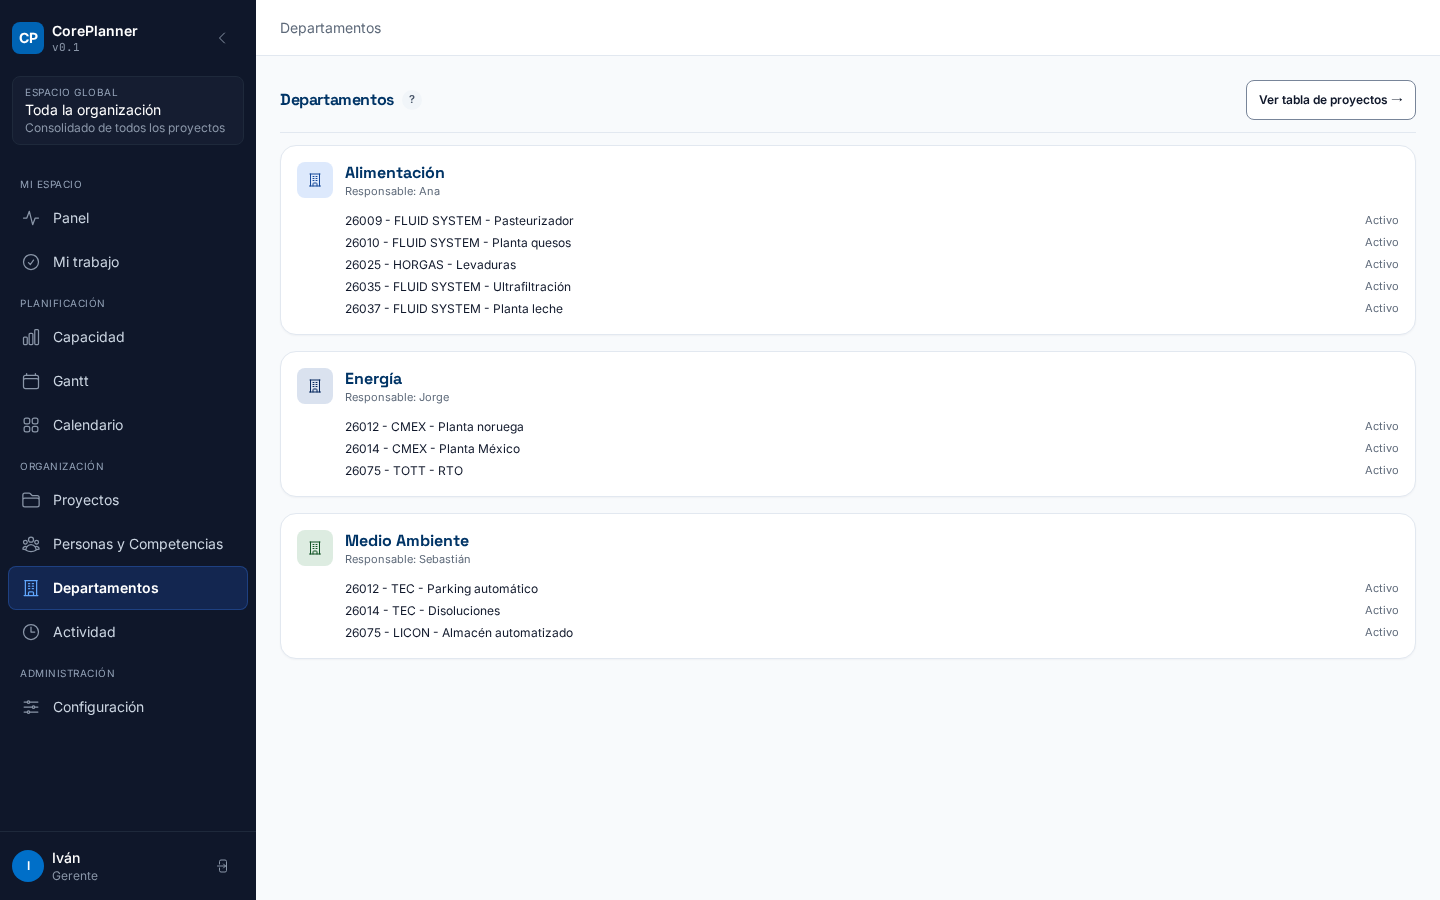 CP
CorePlanner
v0.1
ESPACIO GLOBAL
Toda la organización
Consolidado de todos los proyectos
MI ESPACIO
Panel
Mi trabajo
PLANIFICACIÓN
Capacidad
Gantt
Calendario
ORGANIZACIÓN
Proyectos
Personas y Competencias
Departamentos
Actividad
ADMINISTRACIÓN
Configuración
I
Iván
Gerente
Departamentos
Departamentos ?
Ver tabla de proyectos →
Alimentación
Responsable: Ana
26009 - FLUID SYSTEM - Pasteurizador Activo
26010 - FLUID SYSTEM - Planta quesos Activo
26025 - HORGAS - Levaduras Activo
26035 - FLUID SYSTEM - Ultrafiltración Activo
26037 - FLUID SYSTEM - Planta leche Activo
Energía
Responsable: Jorge
26012 - CMEX - Planta noruega Activo
26014 - CMEX - Planta México Activo
26075 - TOTT - RTO Activo
Medio Ambiente
Responsable: Sebastián
26012 - TEC - Parking automático Activo
26014 - TEC - Disoluciones Activo
26075 - LICON - Almacén automatizado Activo